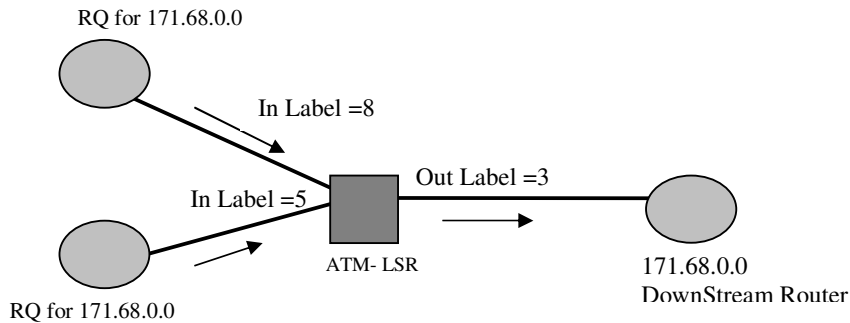 RQ for 171.68.0.0
In Label =8
In Label =5
Out Label =3
ATM- LSR
171.68.0.0
DownStream Router
RQ for 171.68.0.0